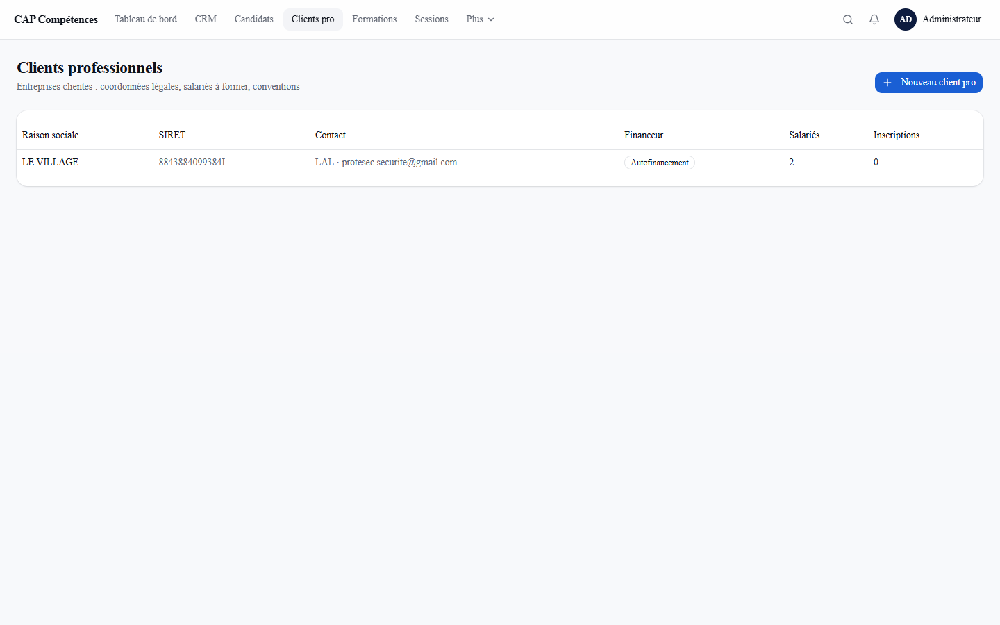 CAP Compétences Tableau de bord CRM Candidats Clients pro Formations Sessions Plus AD Administrateur
Clients professionnels
Entreprises clientes : coordonnées légales, salariés à former, conventions
Nouveau client pro
Raison sociale SIRET Contact Financeur Salariés Inscriptions
LE VILLAGE 8843884099384I LAL · protesec.securite@gmail.com Autofinancement 2 0